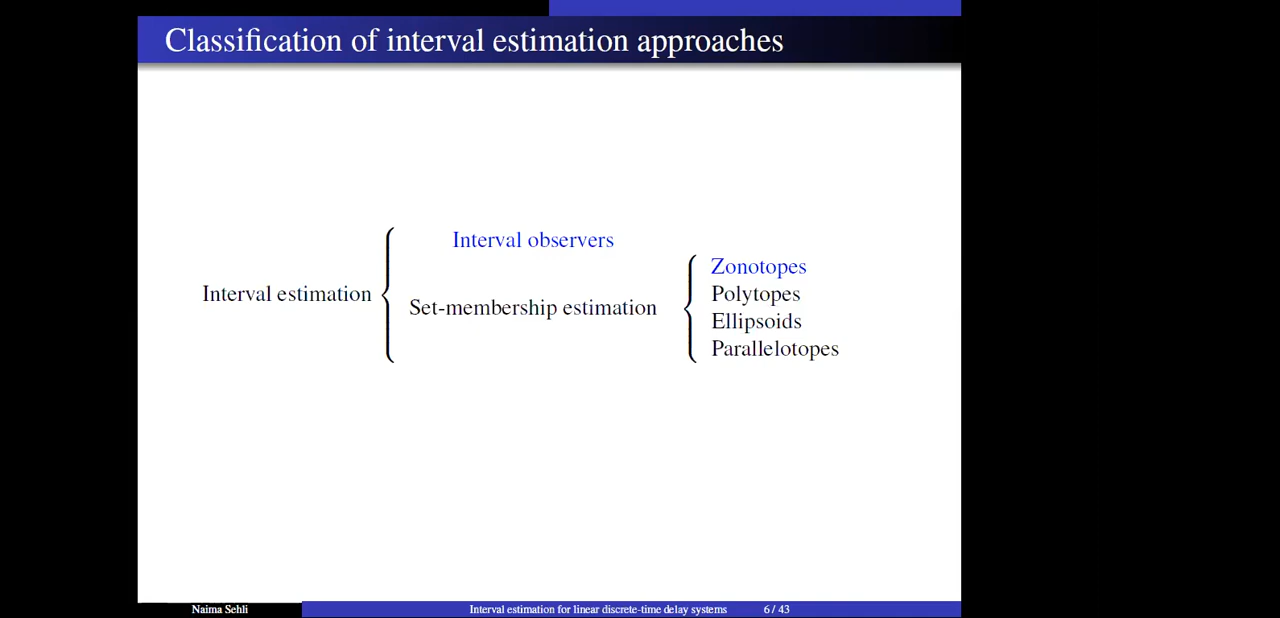 Classification of interval estimation approaches
Interval estimation
Interval observers
Set-membership estimation
Zonotopes
Polytopes
Ellipsoids
Parallelotopes
Naima Sehli
Interval estimation for linear discrete-time delay systems
6 / 43